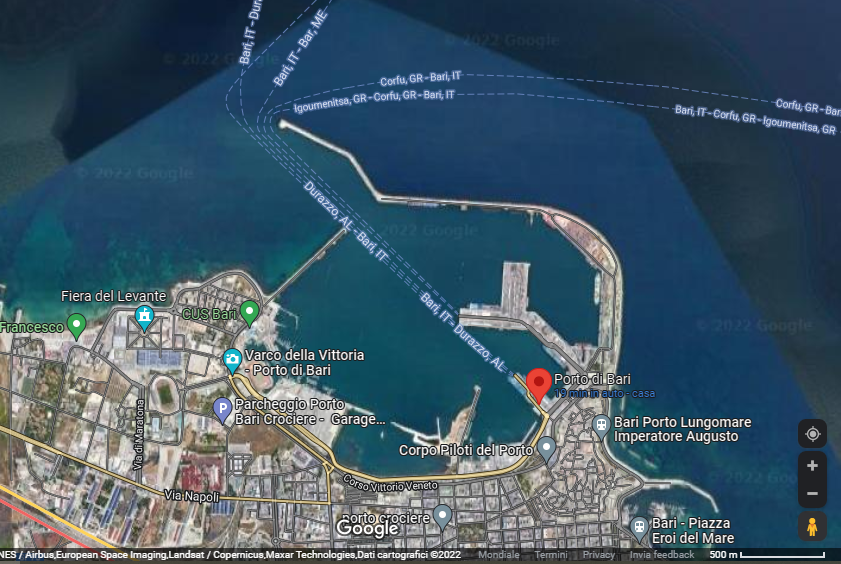 Bari, IT - Dur
Bari, IT - Bar, ME
© 2022 Google
© 2022 Google
Corfu, GR - Bari, IT
Igoumenitsa, GR - Corfu, GR - Bari, IT
Corfu, GR - Bar
Bari, IT - Corfu, GR - Igoumenitsa, GR
© 2022 Google
Durazzo, AL - Bari, IT
2022 Google
Fiera del Levante
CUS Bari
Francesco
Bari, IT - Durazzo, AL
© 2022 Google
Varco della Vittoria
- Porto di Bari
Porto di Bari
19 min in auto - casa
P
Parcheggio Porto
Bari Crociere - Garage...
Via di Maratona
Bari Porto Lungomare
Imperatore Augusto
Corpo Piloti del Porto
Corso Vittorio Veneto
Via Napoli
porto crociere
Google
Bari - Piazza
Eroi del Mare
NES / Airbus,European Space Imaging,Landsat / Copernicus,Maxar Technologies,Dati cartografici ©2022
Mondiale
Termini
Privacy
Invia feedback
500 m